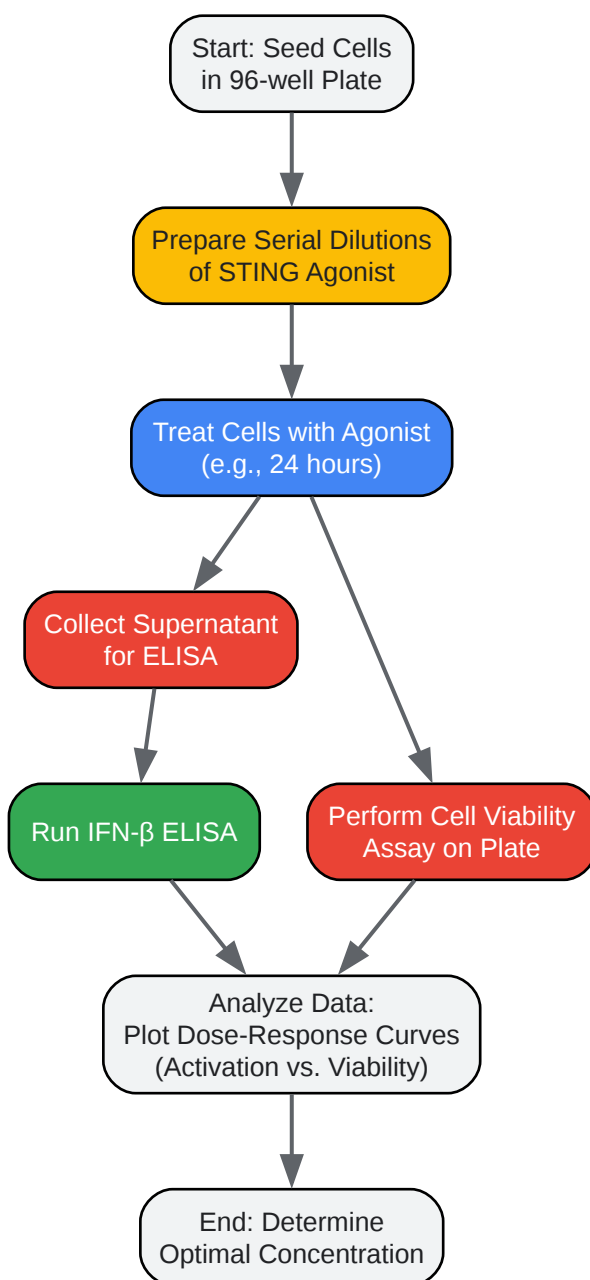 Start: Seed Cells
in 96-well Plate
Prepare Serial Dilutions
of STING Agonist
Treat Cells with Agonist
(e.g., 24 hours)
Collect Supernatant
for ELISA
Run IFN-β ELISA
Perform Cell Viability
Assay on Plate
Analyze Data:
Plot Dose-Response Curves
(Activation vs. Viability)
End: Determine
Optimal Concentration